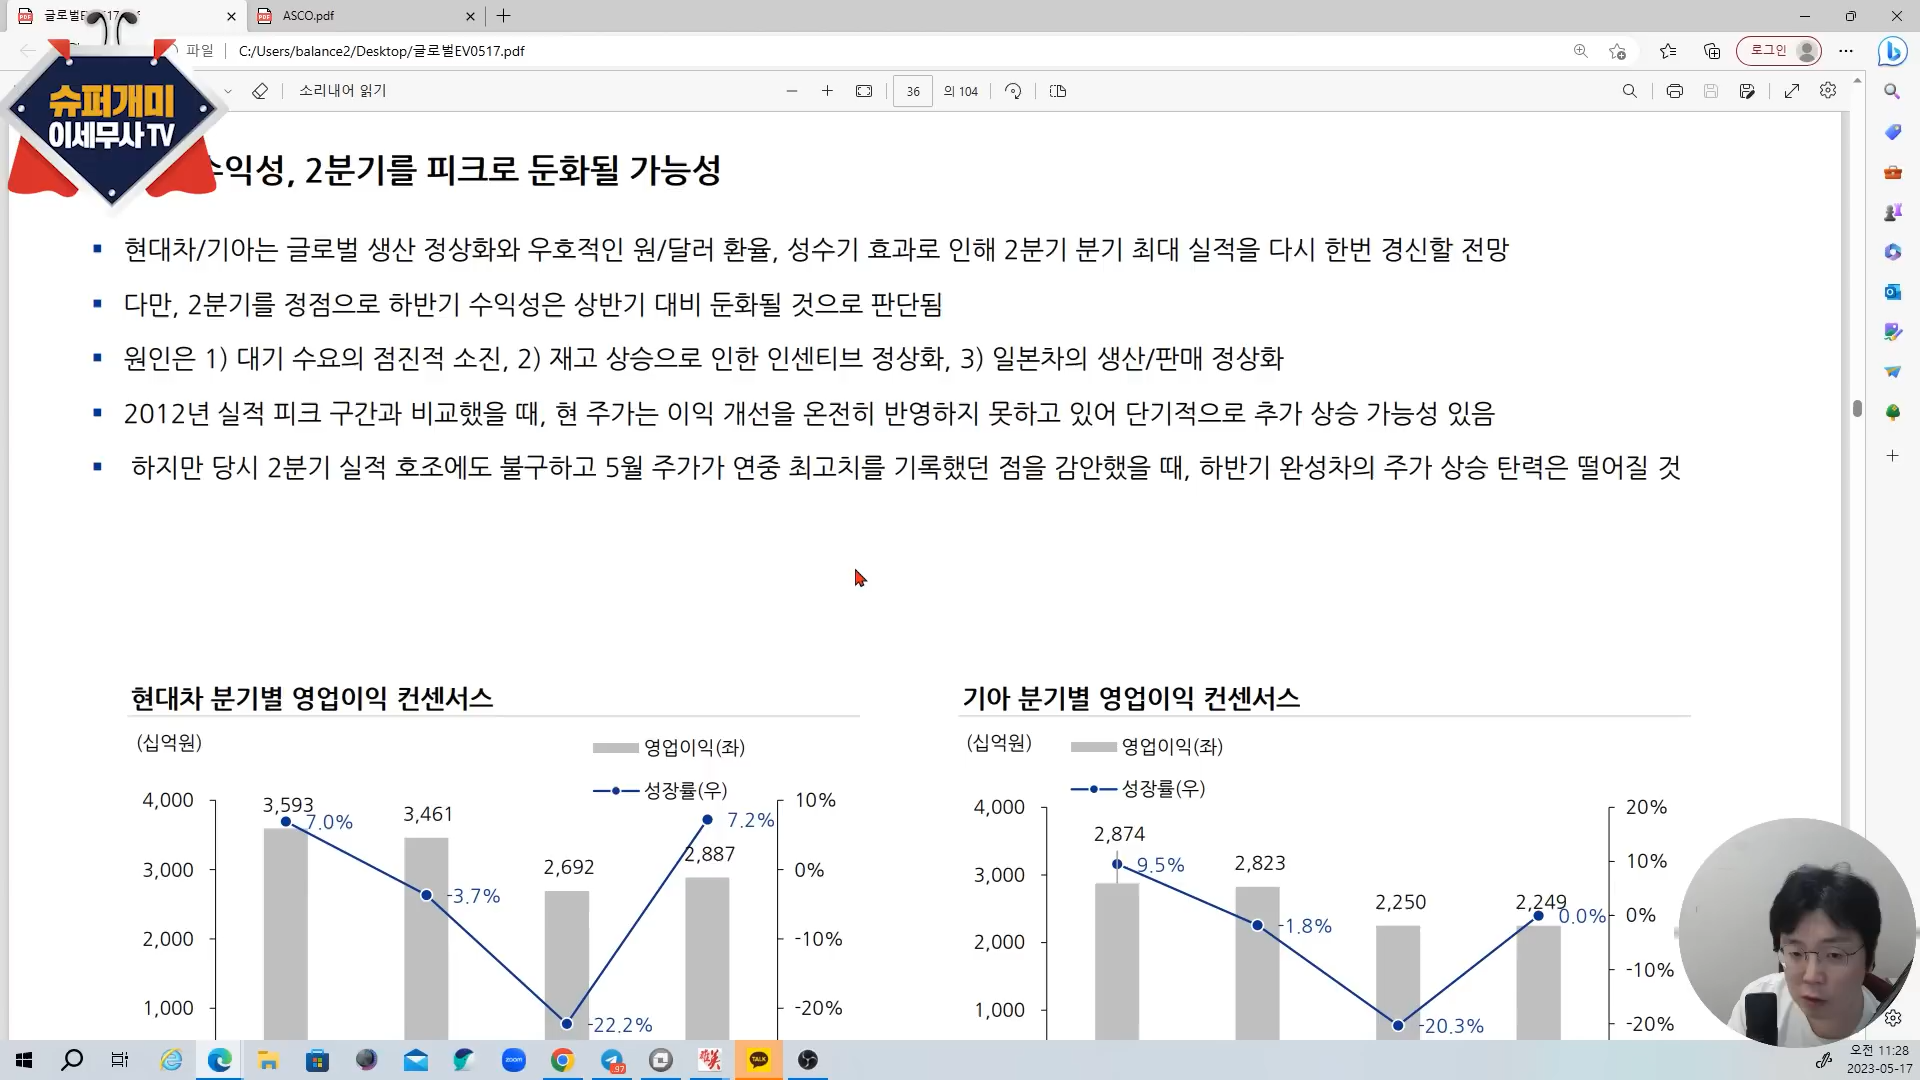 ASCO.pdf
파일
C:/Users/balance2/Desktop/글로벌EV0517.pdf
로그인
소리내어 읽기
36
의 104
슈퍼개미
이세무사TV
수익성, 2분기를 피크로 둔화될 가능성
현대차/기아는 글로벌 생산 정상화와 우호적인 원/달러 환율, 성수기 효과로 인해 2분기 분기 최대 실적을 다시 한번 경신할 전망
다만, 2분기를 정점으로 하반기 수익성은 상반기 대비 둔화될 것으로 판단됨
원인은 1) 대기 수요의 점진적 소진, 2) 재고 상승으로 인한 인센티브 정상화, 3) 일본차의 생산/판매 정상화
2012년 실적 피크 구간과 비교했을 때, 현 주가는 이익 개선을 온전히 반영하지 못하고 있어 단기적으로 추가 상승 가능성 있음
하지만 당시 2분기 실적 호조에도 불구하고 5월 주가가 연중 최고치를 기록했던 점을 감안했을 때, 하반기 완성차의 주가 상승 탄력은 떨어질 것
현대차 분기별 영업이익 컨센서스
(십억원)
영업이익(좌)
성장률(우)
4,000
3,000
2,000
1,000
3,593
3,461
2,692
2,887
7.0%
-3.7%
-22.2%
7.2%
10%
0%
-10%
-20%
기아 분기별 영업이익 컨센서스
(십억원)
영업이익(좌)
성장률(우)
4,000
3,000
2,000
1,000
2,874
2,823
2,250
2,249
9.5%
-1.8%
-20.3%
0.0%
20%
10%
0%
-10%
-20%
zoom
97
TALK
오전 11:28
2023-05-17